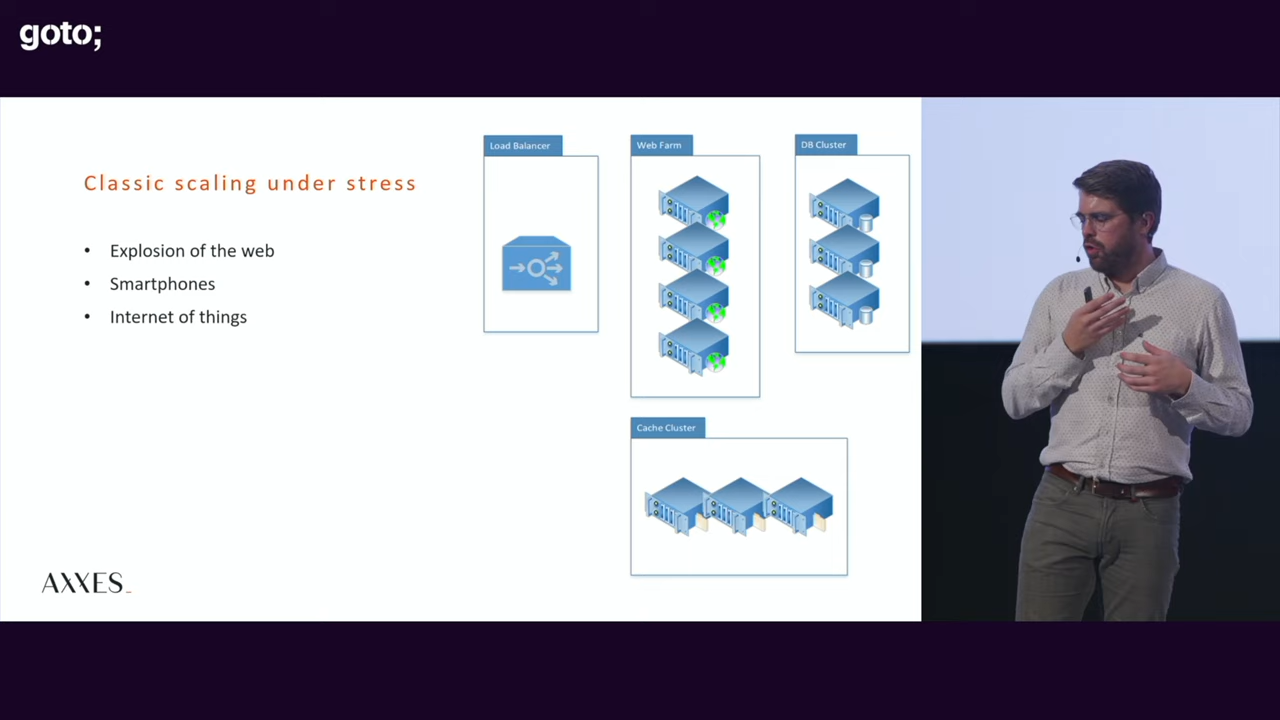 goto;
Classic scaling under stress
• Explosion of the web
• Smartphones
• Internet of things
Load Balancer
Web Farm
DB Cluster
Cache Cluster
AXXES_